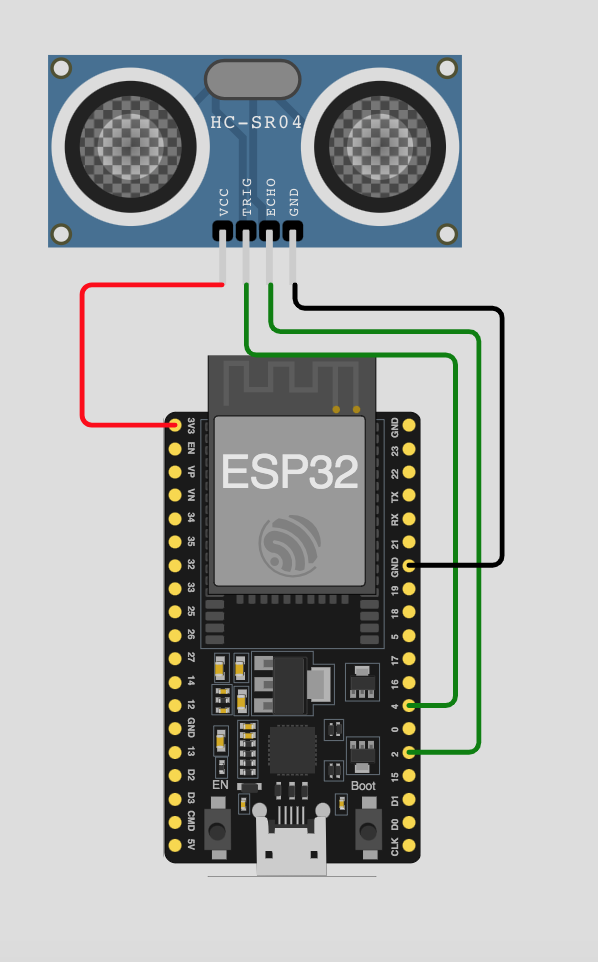 HC-SR04
VCC
TRIG
ECHO
GND
ESP32
3V3
EN
VP
VN
34
35
32
33
25
26
27
14
12
GND
13
D2
D3
CMD
5V
GND
23
22
TX
RX
21
GND
19
18
5
17
16
4
0
2
15
D1
D0
CLK
EN
Boot